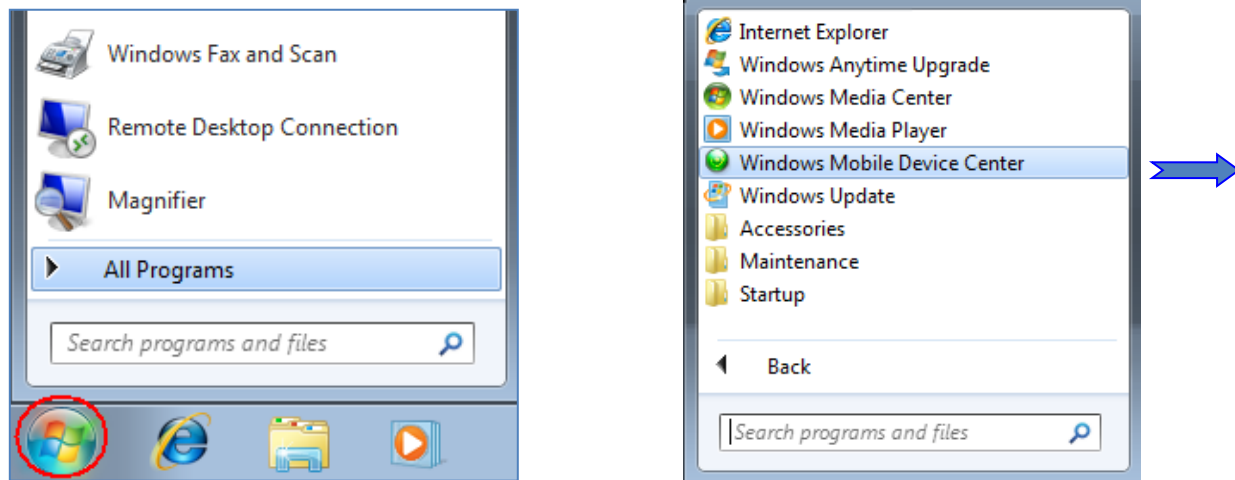 Windows Fax and Scan
Remote Desktop Connection
Magnifier
All Programs
Search programs and files
Internet Explorer
Windows Anytime Upgrade
Windows Media Center
Windows Media Player
Windows Mobile Device Center
Windows Update
Accessories
Maintenance
Startup
Back
Search programs and files